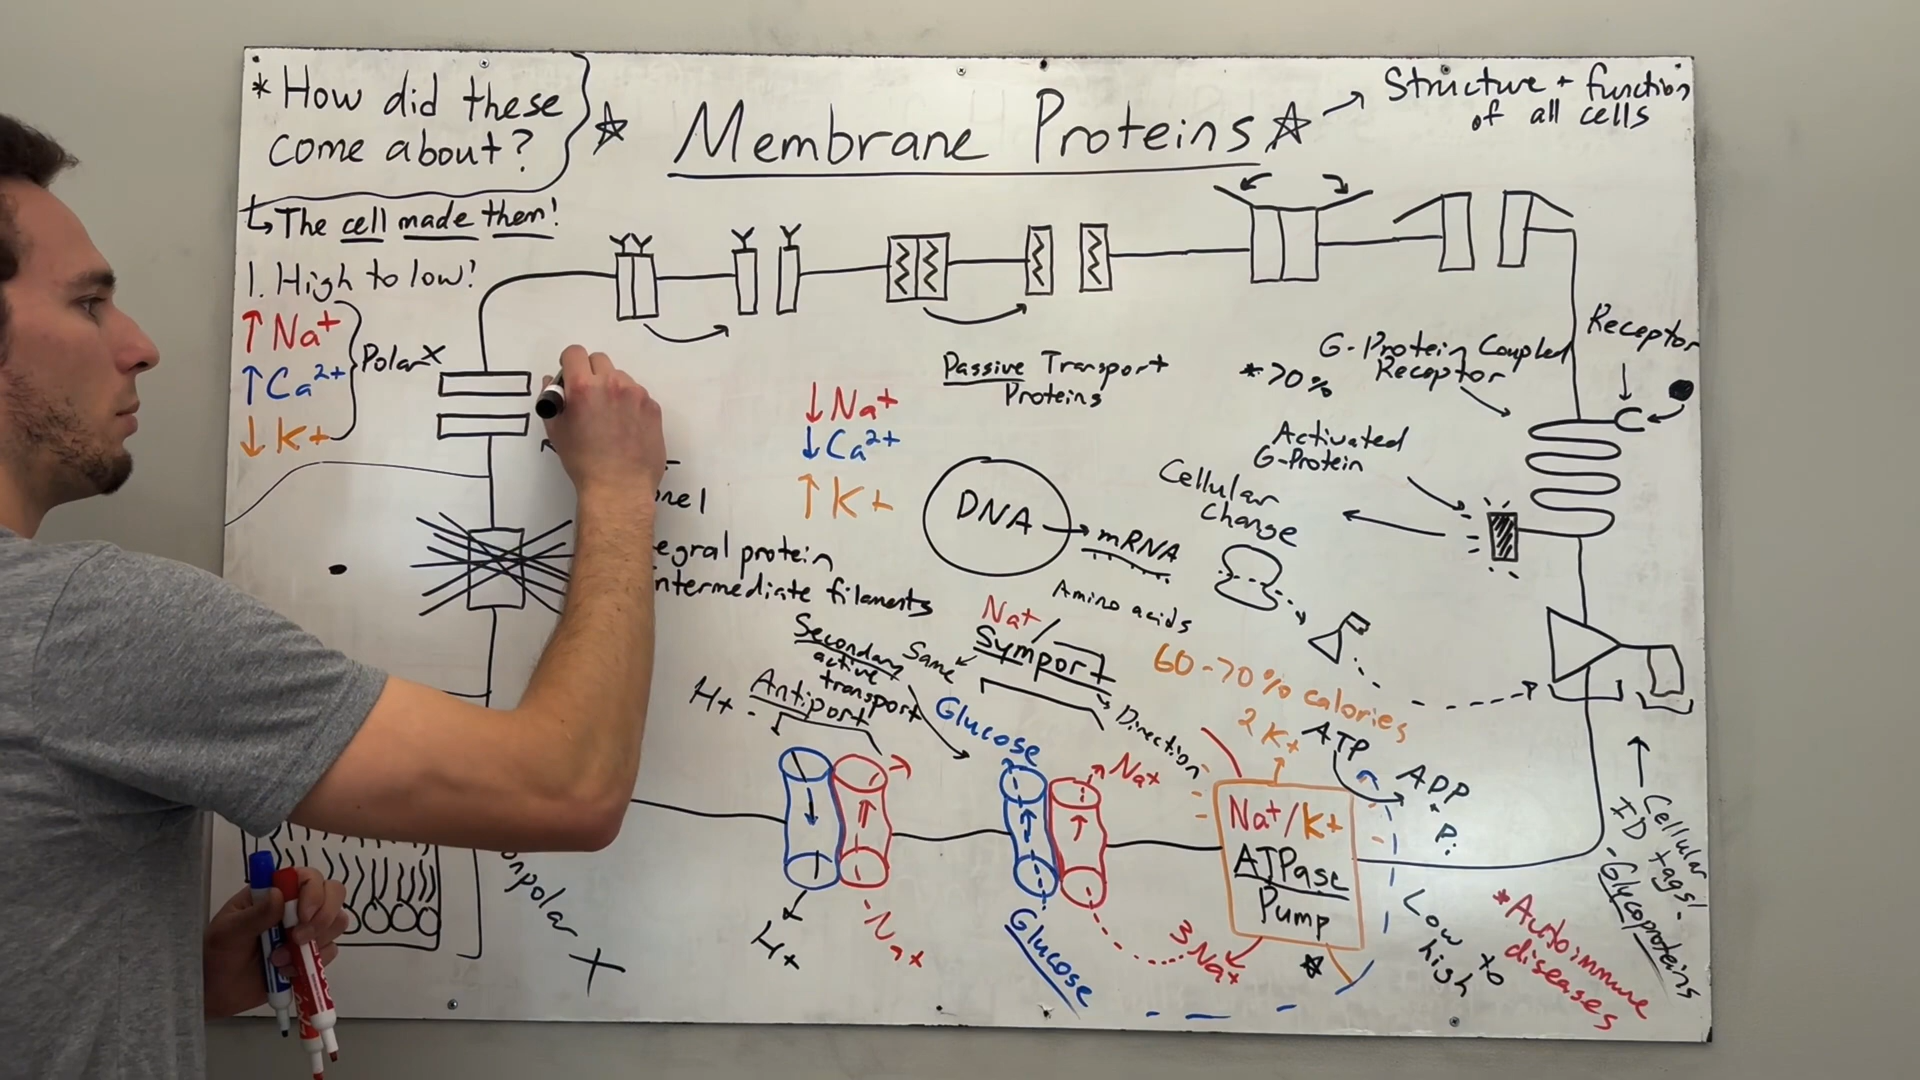 * How did these
come about?
↳ The cell made them!
☆ Membrane Proteins ☆
→ Structure + function
of all cells
1. High to low!
↑ Na+
↑ Ca2+
↓ K+
Polar X
Passive Transport
Proteins
↓ Na+
↓ Ca2+
↑ K+
Receptor
G-Protein Coupled
Receptor
* 70%
C
Activated
G-Protein
Cellular
Change
DNA
mRNA
Amino acids
protein
intermediate filaments
Secondary
active
transport
Same
Na+
Symport
Direction
H+
Antiport
Glucose
Na+
60-70% calories
2 K+
ATP
ADP
+
Pi
Na+/K+
ATPase
Pump
3 Na+
H+
Na+
Glucose
Low to
high
Cellular
ID tags!
- Glycoproteins
* Autoimmune
diseases
X